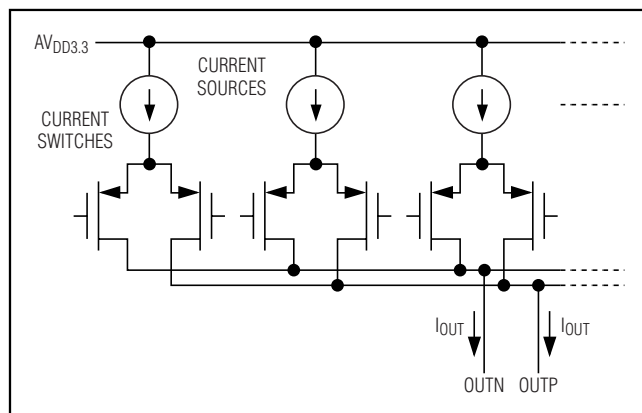 AVDD3.3
CURRENT
SOURCES
CURRENT
SWITCHES
IOUT
IOUT
OUTN
OUTP